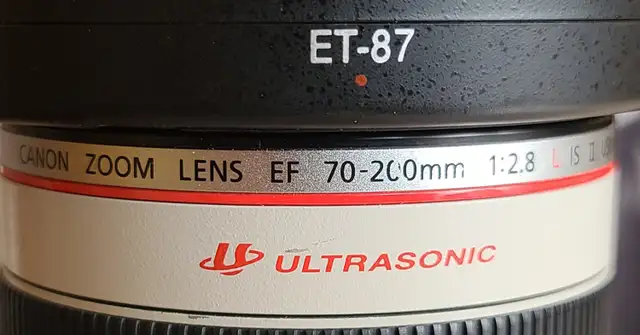 ET-87
CANON ZOOM LENS EF 70-200mm 1:2.8 L IS II
ULTRASONIC